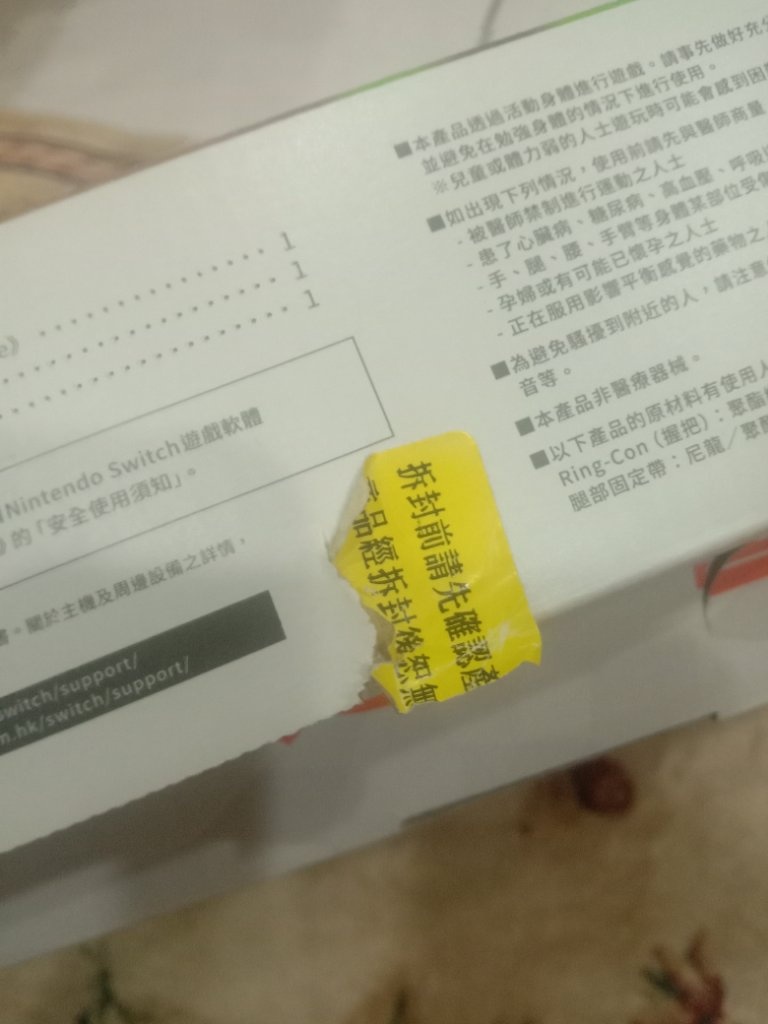 ■本產品透過活動身體進行遊戲。請事先做好充分
並避免在勉強身體的情況下進行使用。
※兒童或體力弱的人士遊玩時可能會感到困難
■如出現下列情況，使用前請先與醫師商量
- 被醫師禁制進行運動之人士
- 患了心臟病、糖尿病、高血壓、呼吸
- 手、腿、腰、手臂等身體某部位受傷
- 孕婦或有可能已懷孕之人士
- 正在服用影響平衡感覺的藥物之人
■為避免騷擾到附近的人，請注意
音等。
■本產品非醫療器械。
■以下產品的原材料有使用
Ring-Con（握把）：聚酯
腿部固定帶：尼龍／聚酯
1
e》 1
1
Nintendo Switch遊戲軟體
的「安全使用須知」。
書。關於主機及周邊設備之詳情，
switch/support/
m.hk/switch/support/
拆封前請先確認產
品經拆封後如無